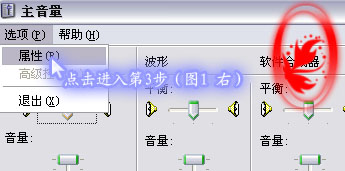 主音量
选项(P) 帮助(H)
属性(R)
高级控
退出(X)
点击进入第3步(图1 右)
波形
软件合成器
平衡:
平衡:
音量:
音量:
音量: